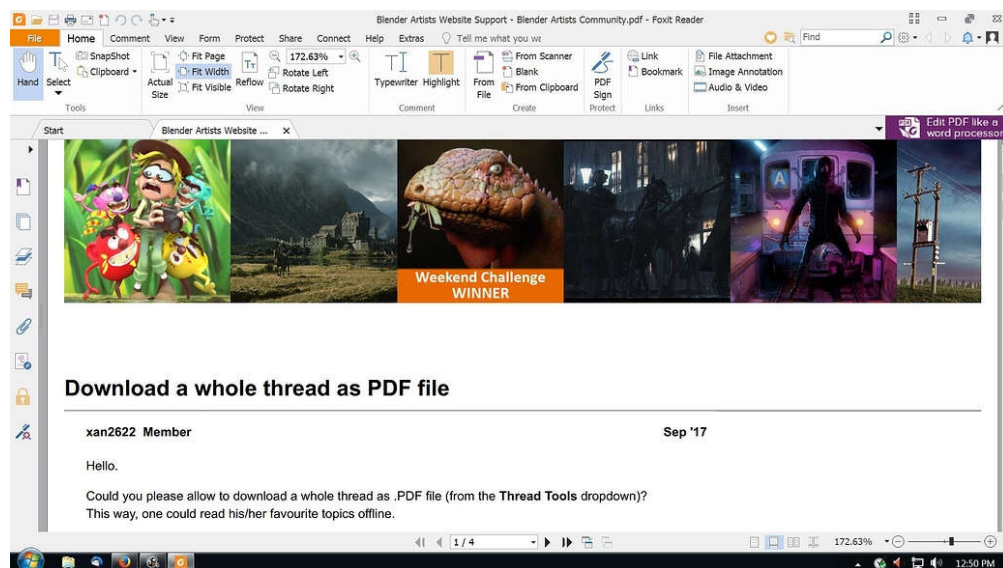 Blender Artists Website Support - Blender Artists Community.pdf - Foxit Reader
File Home Comment View Form Protect Share Connect Help Extras Tell me what you wa Find
SnapShot
Clipboard
Hand Select
Actual Size
Fit Page
Fit Width
Fit Visible
Reflow
172.63%
Rotate Left
Rotate Right
Typewriter Highlight
From File
From Scanner
Blank
From Clipboard
PDF Sign
Link
Bookmark
File Attachment
Image Annotation
Audio & Video
Tools View Comment Create Protect Links Insert
Start Blender Artists Website ...
Edit PDF like a
word processor
A
Weekend Challenge
WINNER
Download a whole thread as PDF file
xan2622 Member Sep '17
Hello.
Could you please allow to download a whole thread as .PDF file (from the Thread Tools dropdown)?
This way, one could read his/her favourite topics offline.
1 / 4 172.63%
12:50 PM